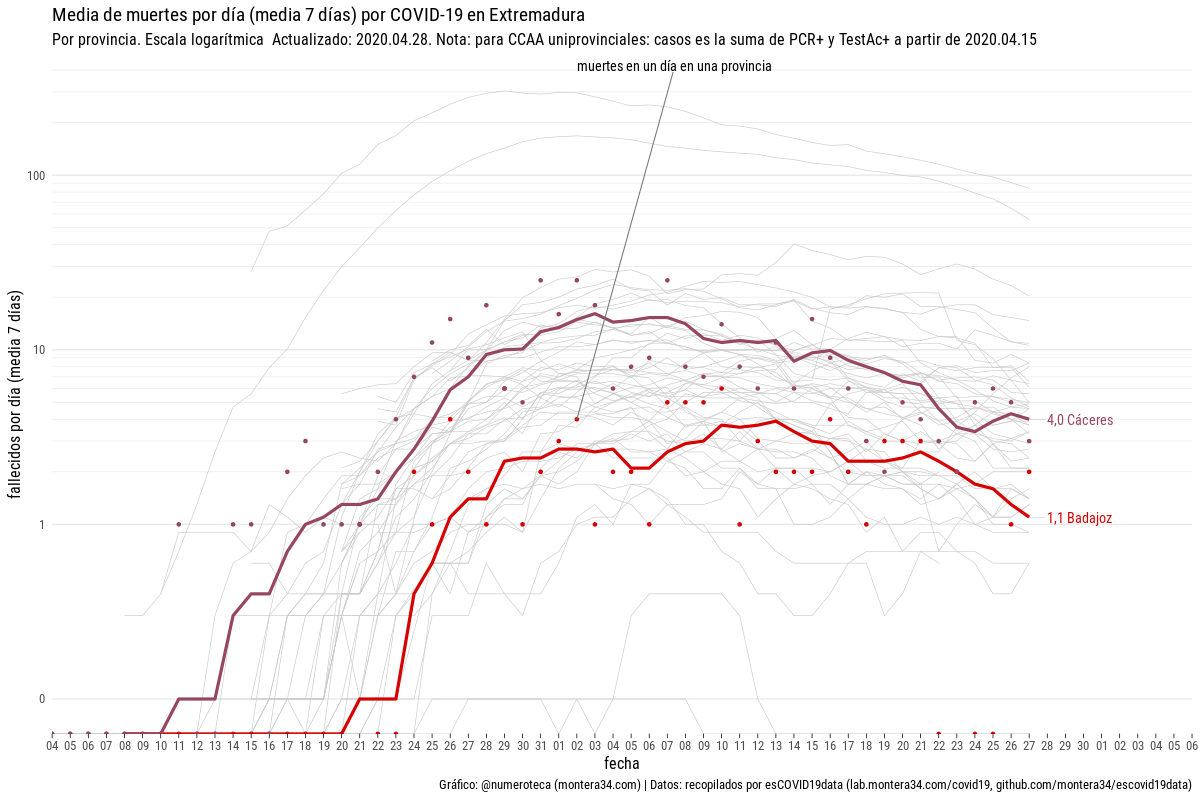 Media de muertes por día (media 7 días) por COVID-19 en Extremadura
Por provincia. Escala logarítmica  Actualizado: 2020.04.28. Nota: para CCAA uniprovinciales: casos es la suma de PCR+ y TestAc+ a partir de 2020.04.15
muertes en un día en una provincia
100
10
1
0
fallecidos por día (media 7 días)
4,0 Cáceres
1,1 Badajoz
04 05 06 07 08 09 10 11 12 13 14 15 16 17 18 19 20 21 22 23 24 25 26 27 28 29 30 31 01 02 03 04 05 06 07 08 09 10 11 12 13 14 15 16 17 18 19 20 21 22 23 24 25 26 27 28 29 30 01 02 03 04 05 06
fecha
Gráfico: @numeroteca (montera34.com) | Datos: recopilados por esCOVID19data (lab.montera34.com/covid19, github.com/montera34/escovid19data)